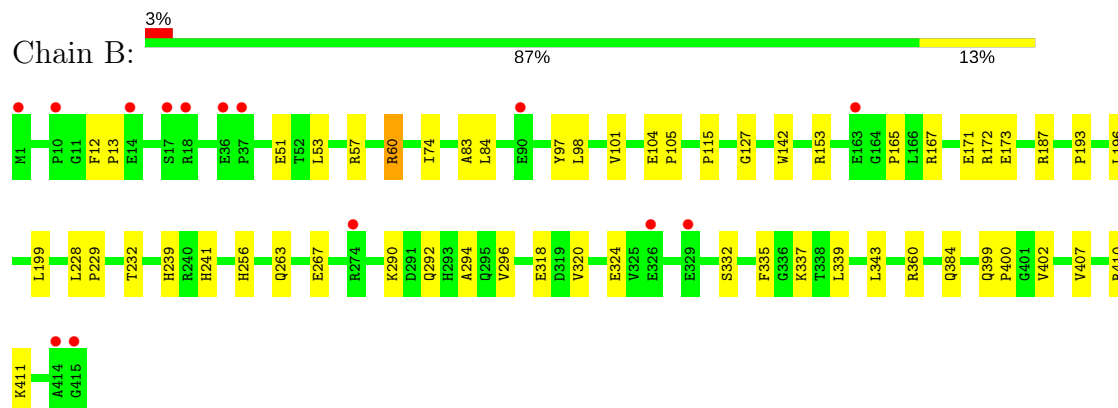 3%
Chain B:
87% 13%
M1 P10 G11 F12 P13 E14 S17 R18 E36 P37 E51 T52 L53 R57 R60 I74 A83 L84 E90 Y97 L98 V101 E104 P105 P115 G127 W142 R153 E163 G164 P165 L166 R167 E171 R172 E173 R187 P193 L196
L199 L228 P229 T232 H239 R240 H241 H256 Q263 E267 R274 K290 D291 Q292 H293 A294 Q295 V296 E318 D319 V320 E324 V325 E326 E329 S332 F335 G336 K337 T338 L339 L343 R360 Q384 Q399 P400 G401 V402 V407
K411 A414 G415